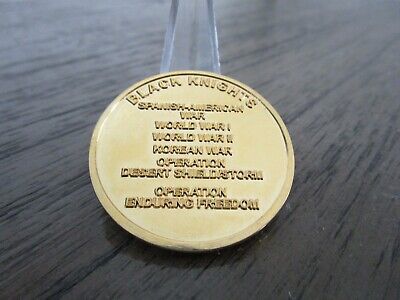 BLACK KNIGHTS
SPANISH-AMERICAN
WAR
WORLD WAR I
WORLD WAR II
KOREAN WAR
OPERATION
DESERT SHIELD/STORM
OPERATION
ENDURING FREEDOM